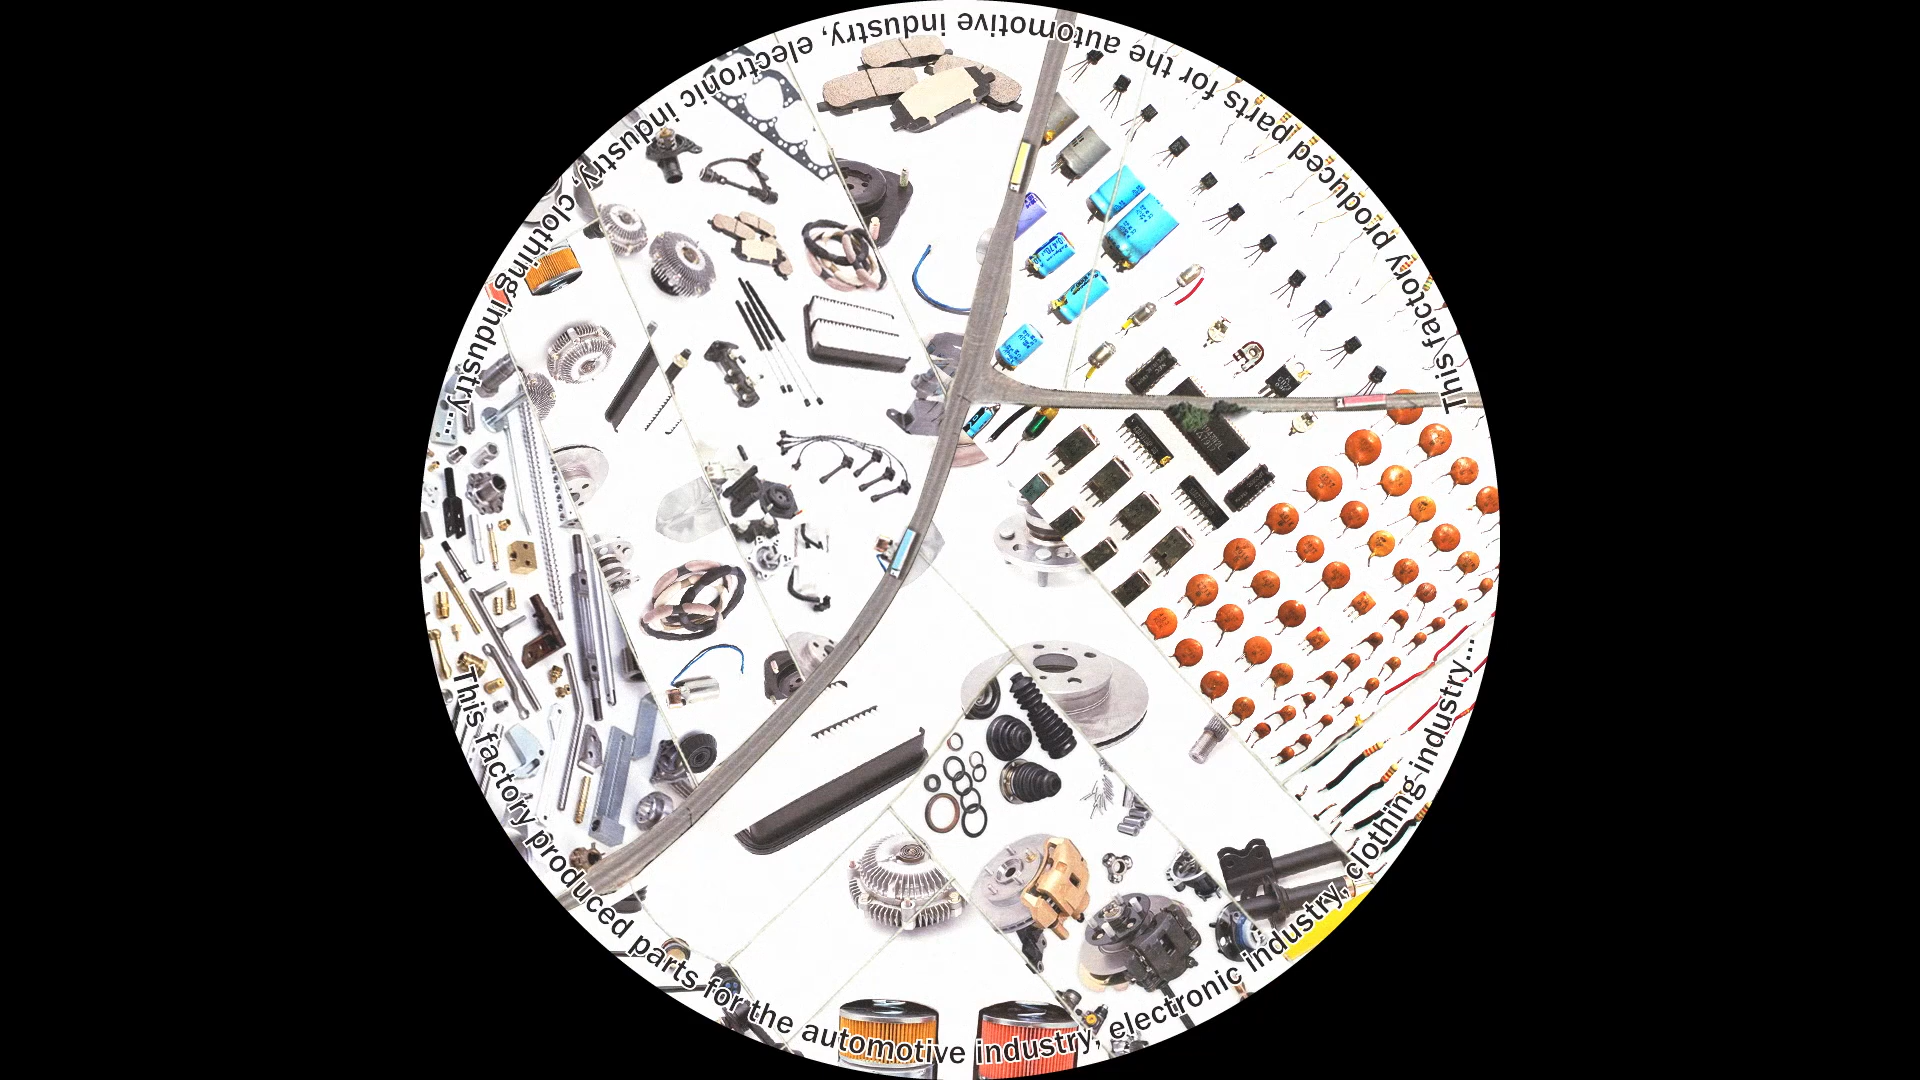 This factory produced parts for the automotive industry, electronic industry, clothing industry...
This factory produced parts for the automotive industry, electronic industry, clothing industry...